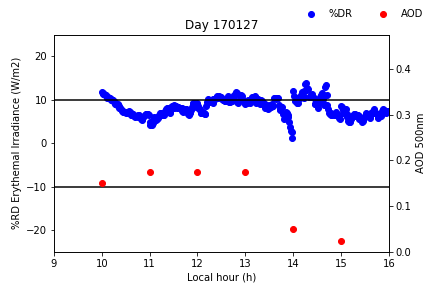 %DR AOD
Day 170127
%RD Erythemal Irradiance (W/m2)
20
10
0
−10
−20
0.4
0.3
0.2
0.1
0.0
AOD 500nm
9 10 11 12 13 14 15 16
Local hour (h)